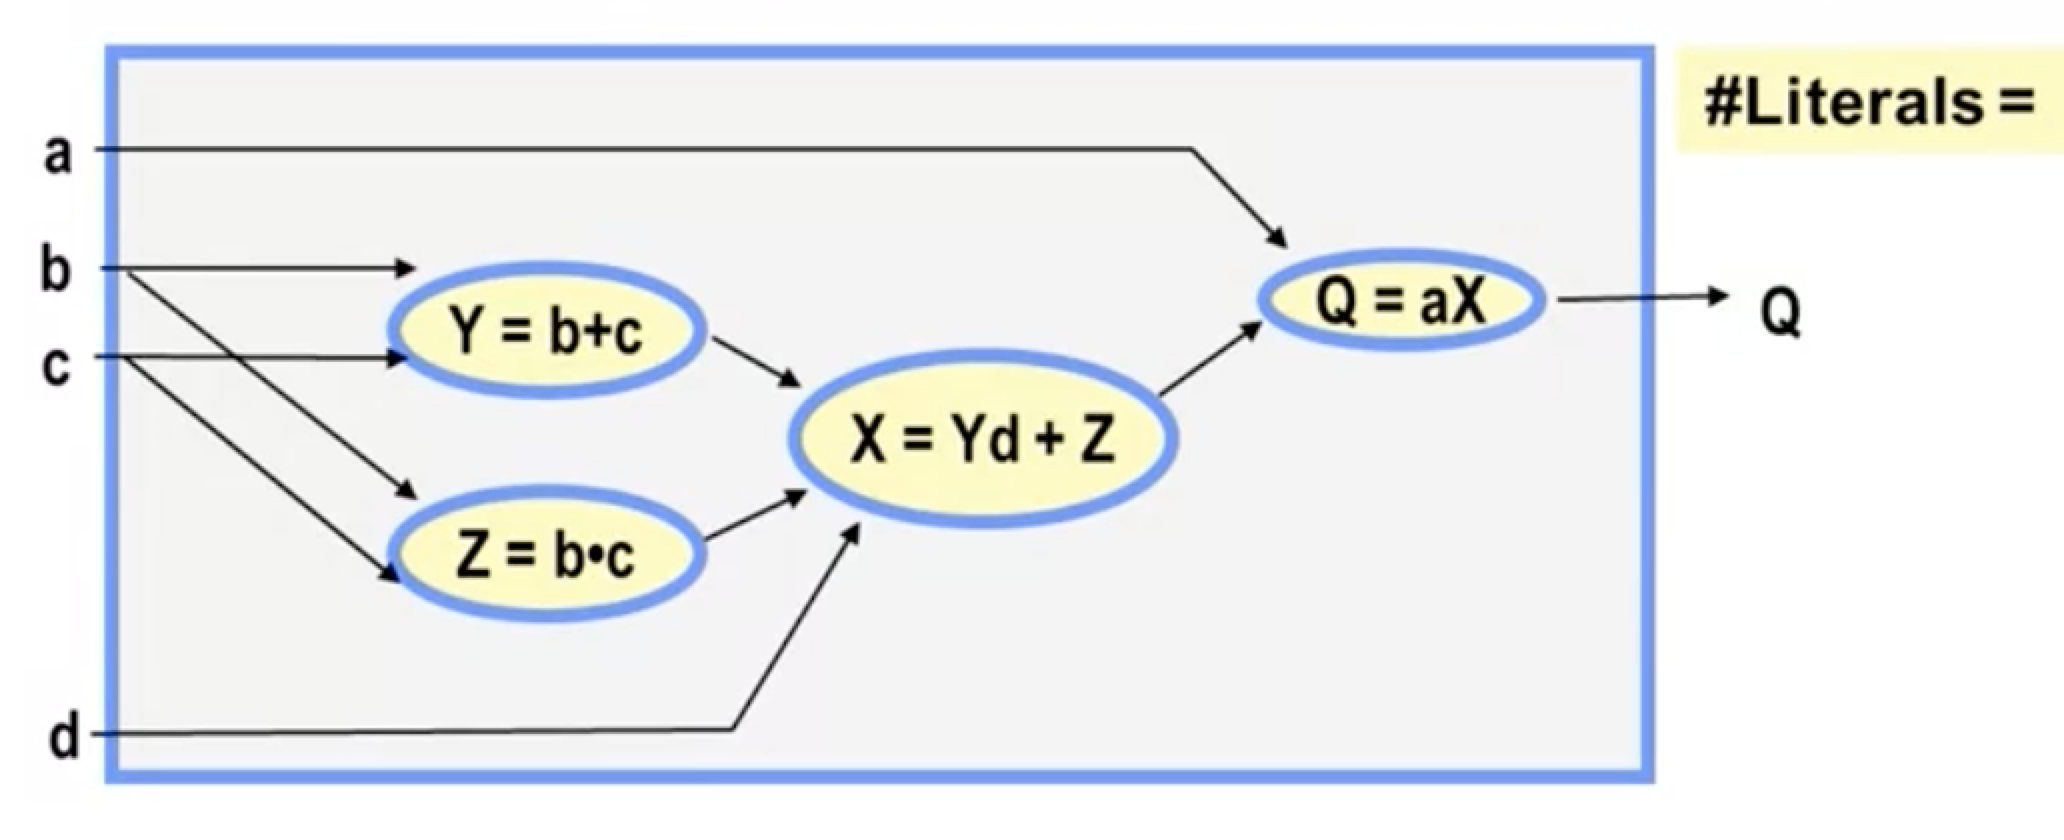 #Literals =
a
b
c
d
Y = b+c
Z = b•c
X = Yd + Z
Q = aX
Q